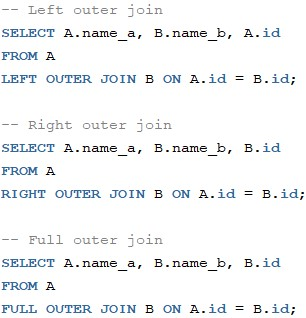 -- Left outer join
SELECT A.name_a, B.name_b, A.id
FROM A
LEFT OUTER JOIN B ON A.id = B.id;
-- Right outer join
SELECT A.name_a, B.name_b, B.id
FROM A
RIGHT OUTER JOIN B ON A.id = B.id;
-- Full outer join
SELECT A.name_a, B.name_b, B.id
FROM A
FULL OUTER JOIN B ON A.id = B.id;